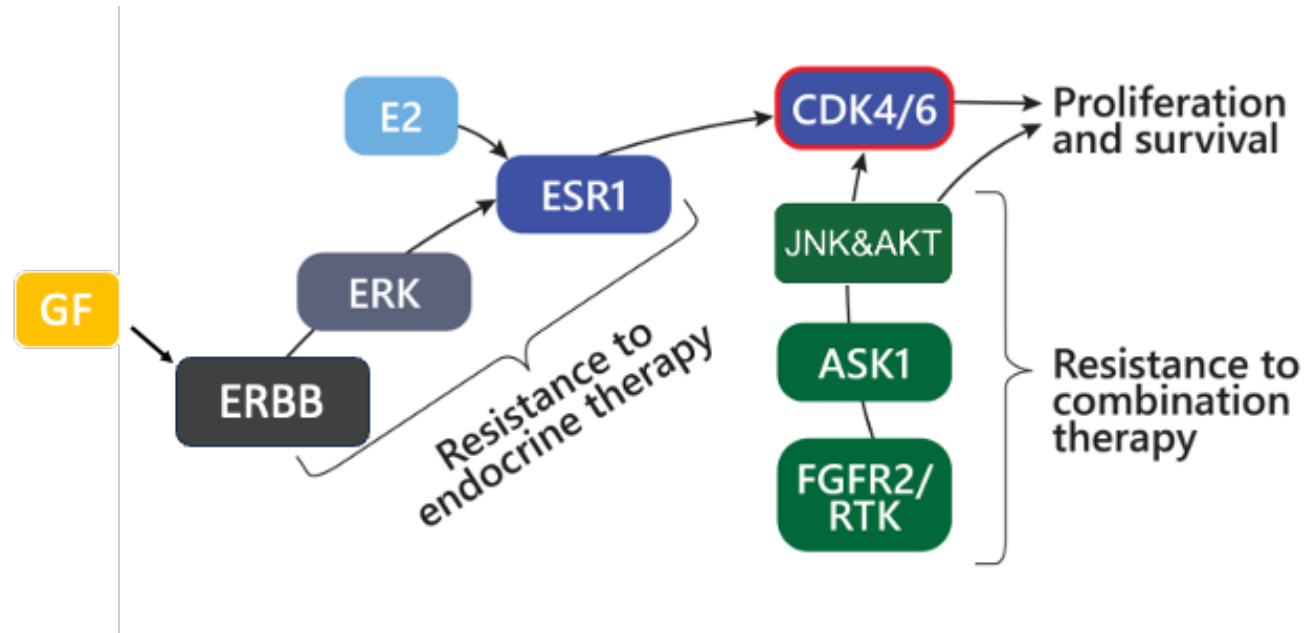 E2
CDK4/6
Proliferation
and survival
ESR1
JNK&AKT
GF
ERK
ERBB
Resistance to
endocrine therapy
ASK1
FGFR2/
RTK
Resistance to
combination
therapy